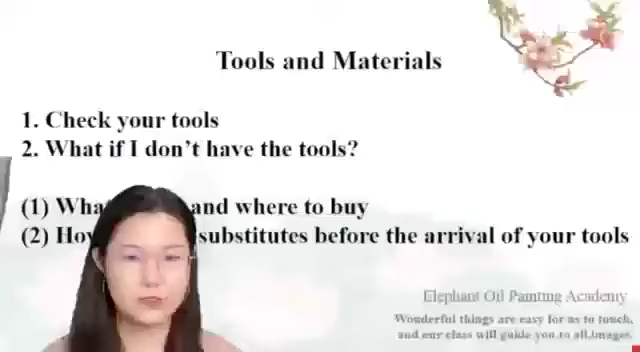 Tools and Materials
1. Check your tools
2. What if I don't have the tools?
(1) Wha and where to buy
(2) Ho substitutes before the arrival of your tools
Elephant Oil Painting Academy
Wonderful things are easy for us to touch,
and our class will guide you to all images.